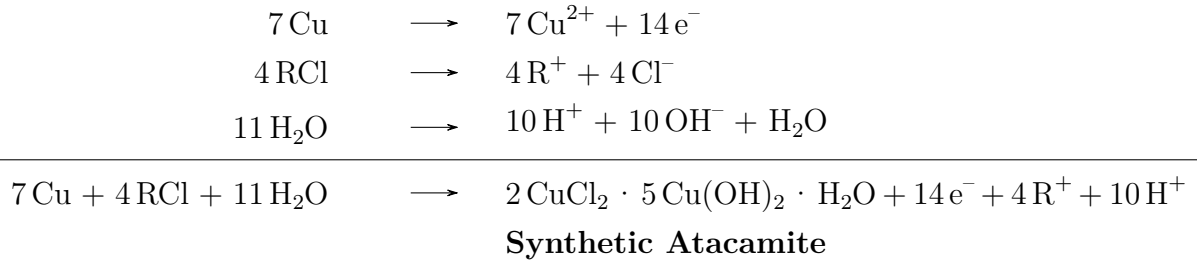 7 Cu ⟶ 7 Cu²⁺ + 14 e⁻
4 RCl ⟶ 4 R⁺ + 4 Cl⁻
11 H₂O ⟶ 10 H⁺ + 10 OH⁻ + H₂O
7 Cu + 4 RCl + 11 H₂O ⟶ 2 CuCl₂ · 5 Cu(OH)₂ · H₂O + 14 e⁻ + 4 R⁺ + 10 H⁺
Synthetic Atacamite